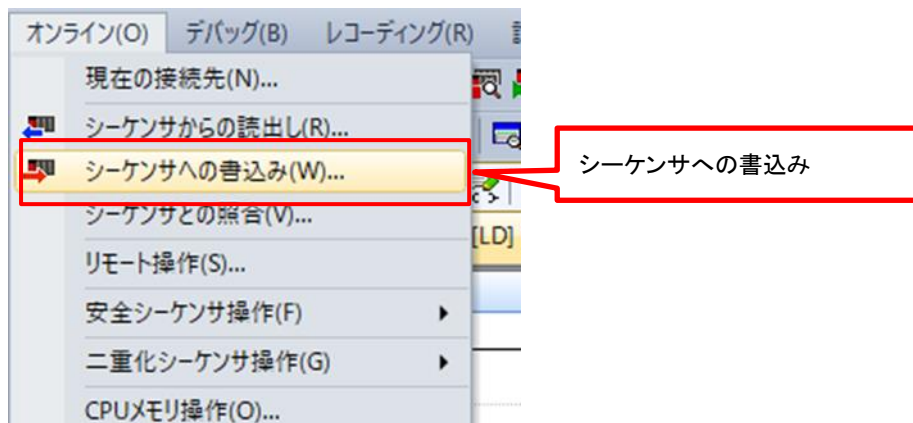 オンライン(O) デバッグ(B) レコーディング(R)
現在の接続先(N)...
シーケンサからの読出し(R)...
シーケンサへの書込み(W)...
シーケンサへの書込み
シーケンサとの照合(V)...
[LD]
リモート操作(S)...
安全シーケンサ操作(F)
二重化シーケンサ操作(G)
CPUメモリ操作(O)...